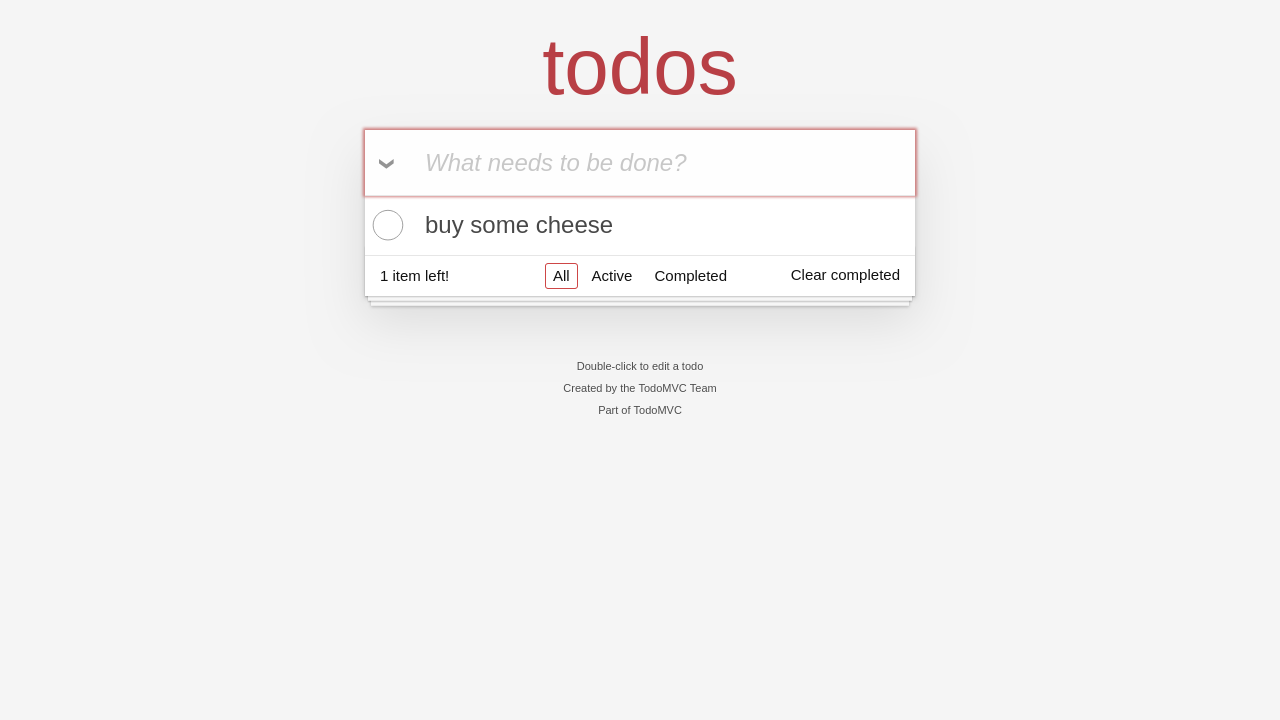 todos
What needs to be done?
buy some cheese
1 item left! All Active Completed Clear completed
Double-click to edit a todo
Created by the TodoMVC Team
Part of TodoMVC